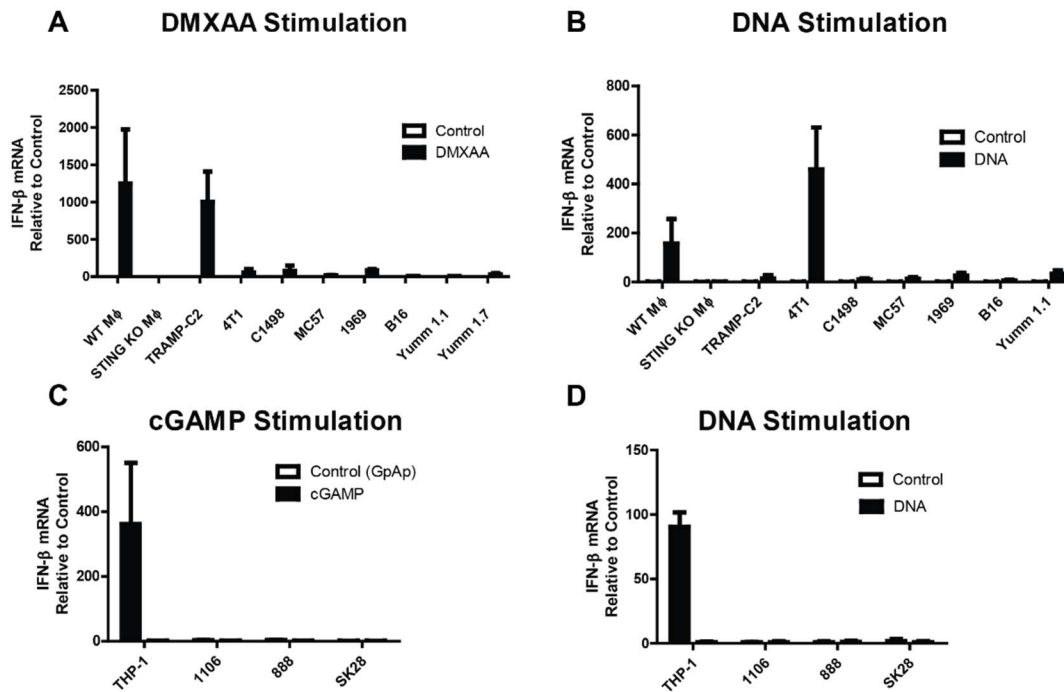 A
DMXAA Stimulation
IFN-β mRNA
Relative to Control
2500
2000
1500
1000
500
0
Control
DMXAA
WT Mϕ
STING KO Mϕ
TRAMP-C2
4T1
C1498
MC57
1969
B16
Yumm 1.1
Yumm 1.7
B
DNA Stimulation
IFN-β mRNA
Relative to Control
800
600
400
200
0
Control
DNA
WT Mϕ
STING KO Mϕ
TRAMP-C2
4T1
C1498
MC57
1969
B16
Yumm 1.1
C
cGAMP Stimulation
IFN-β mRNA
Relative to Control
600
400
200
0
Control (GpAp)
cGAMP
THP-1
1106
888
SK28
D
DNA Stimulation
IFN-β mRNA
Relative to Control
150
100
50
0
Control
DNA
THP-1
1106
888
SK28